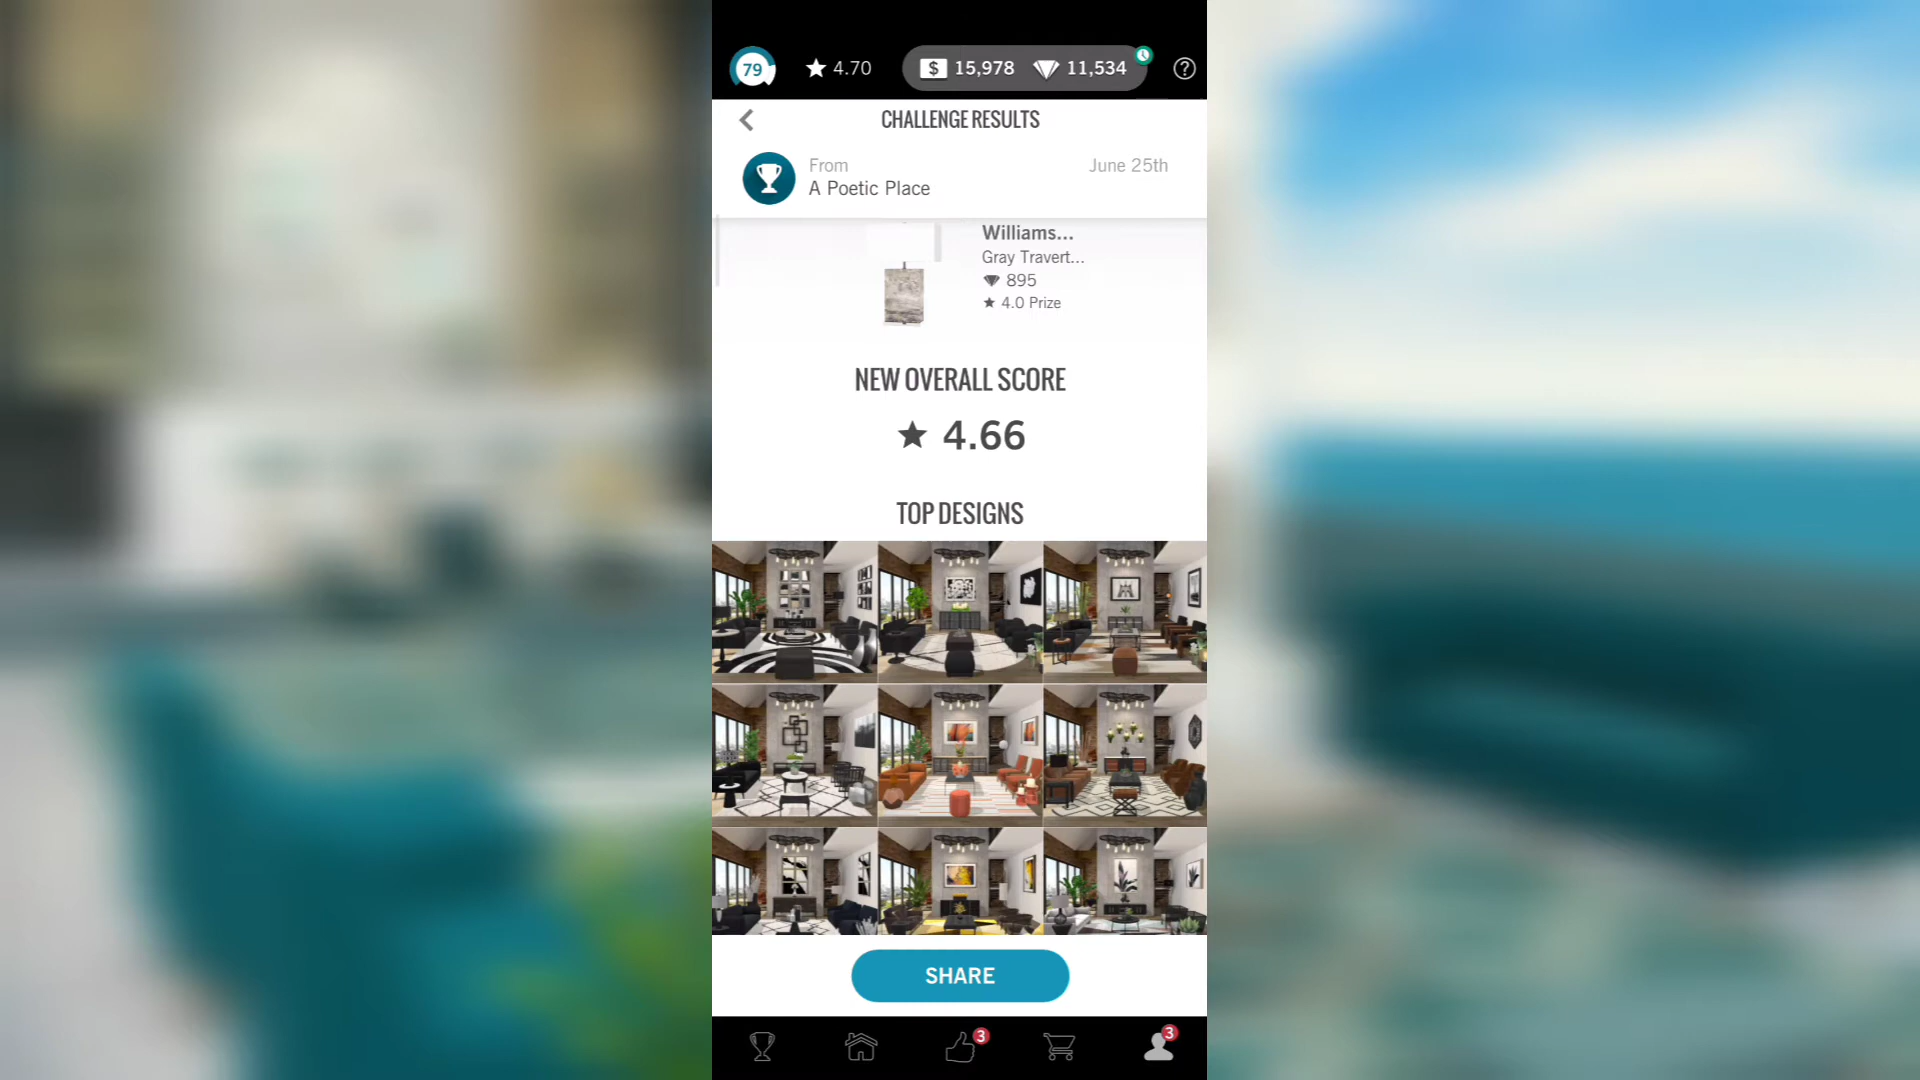 79
4.70
$ 15,978
11,534
?
CHALLENGE RESULTS
From
June 25th
A Poetic Place
Williams...
Gray Travert...
895
4.0 Prize
NEW OVERALL SCORE
4.66
TOP DESIGNS
SHARE
3
3